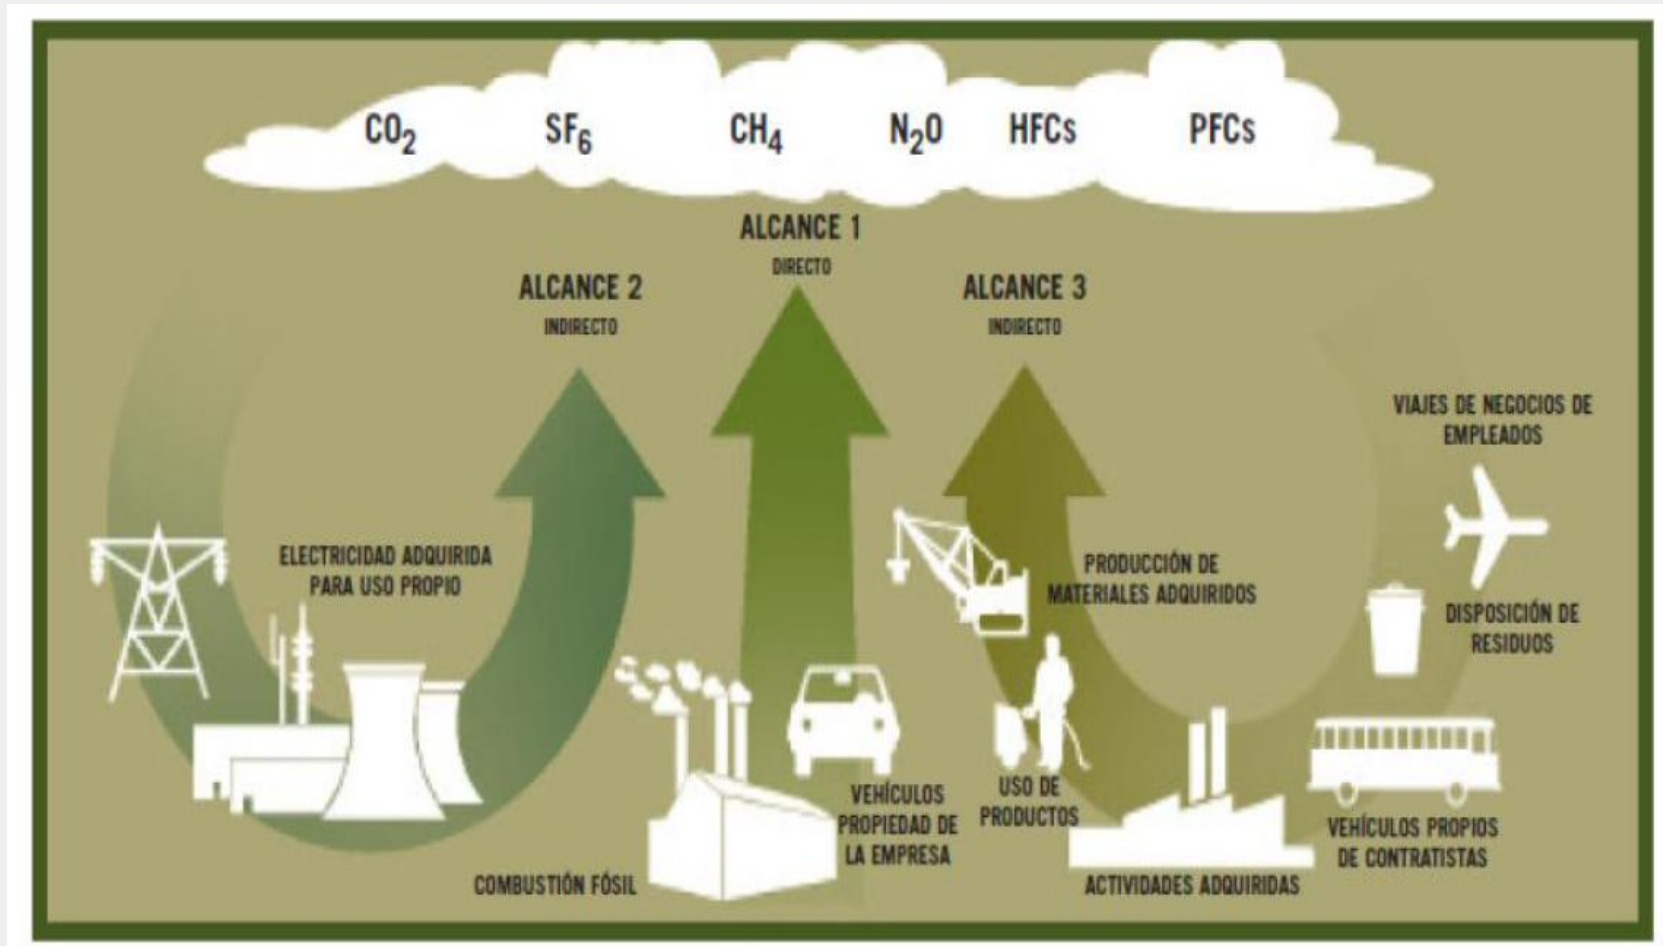 CO₂ SF₆ CH₄ N₂O HFCs PFCs
ALCANCE 1
DIRECTO
ALCANCE 2
INDIRECTO
ALCANCE 3
INDIRECTO
VIAJES DE NEGOCIOS DE
EMPLEADOS
ELECTRICIDAD ADQUIRIDA
PARA USO PROPIO
PRODUCCIÓN DE
MATERIALES ADQUIRIDOS
DISPOSICIÓN DE
RESIDUOS
VEHÍCULOS
PROPIEDAD DE
LA EMPRESA
USO DE
PRODUCTOS
VEHÍCULOS PROPIOS
DE CONTRATISTAS
COMBUSTIÓN FÓSIL
ACTIVIDADES ADQUIRIDAS